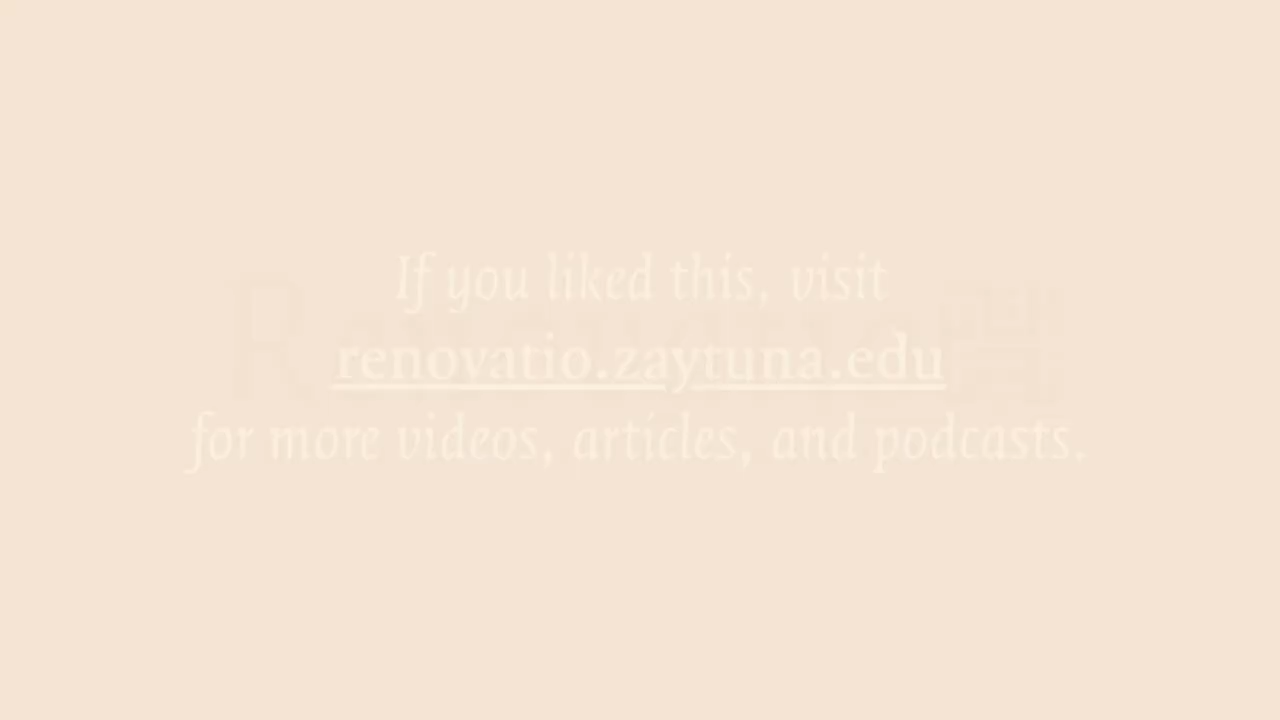 If you liked this, visit
renovatio.zaytuna.edu
for more videos, articles, and podcasts.